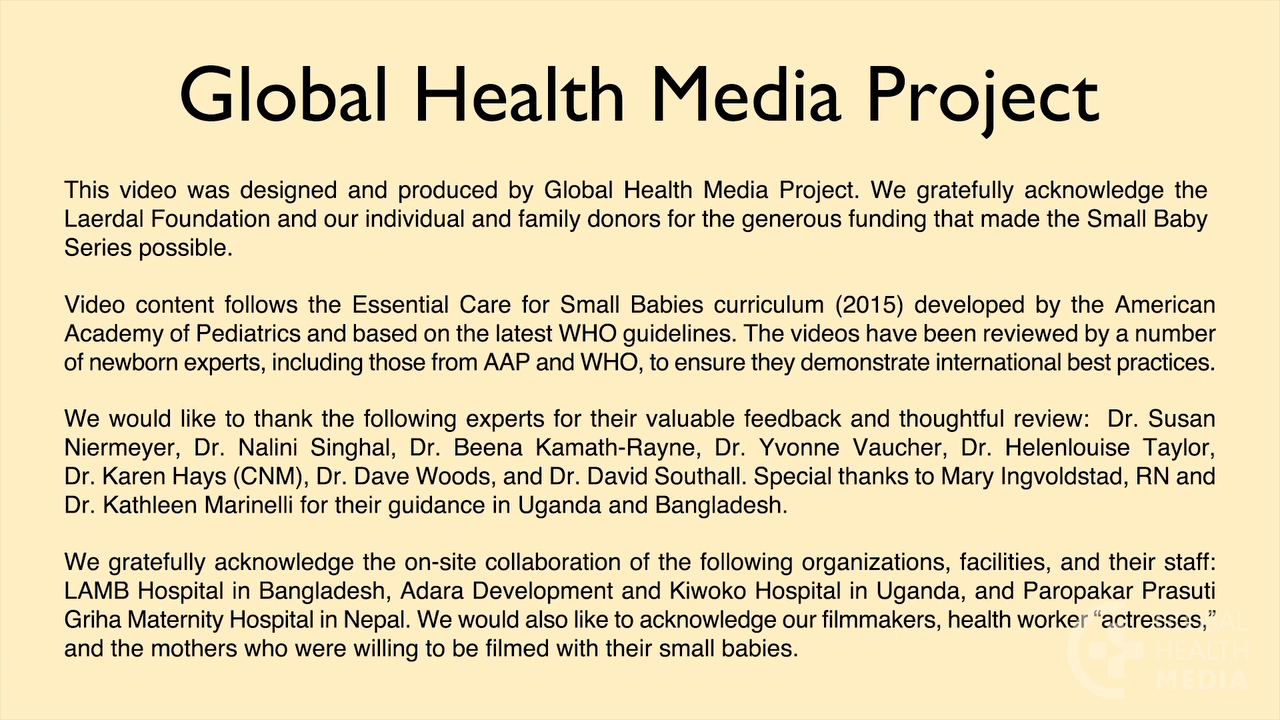 Global Health Media Project
This video was designed and produced by Global Health Media Project. We gratefully acknowledge the
Laerdal Foundation and our individual and family donors for the generous funding that made the Small Baby
Series possible.
Video content follows the Essential Care for Small Babies curriculum (2015) developed by the American
Academy of Pediatrics and based on the latest WHO guidelines. The videos have been reviewed by a number
of newborn experts, including those from AAP and WHO, to ensure they demonstrate international best practices.
We would like to thank the following experts for their valuable feedback and thoughtful review:  Dr. Susan
Niermeyer, Dr. Nalini Singhal, Dr. Beena Kamath-Rayne, Dr. Yvonne Vaucher, Dr. Helenlouise Taylor,
Dr. Karen Hays (CNM), Dr. Dave Woods, and Dr. David Southall. Special thanks to Mary Ingvoldstad, RN and
Dr. Kathleen Marinelli for their guidance in Uganda and Bangladesh.
We gratefully acknowledge the on-site collaboration of the following organizations, facilities, and their staff:
LAMB Hospital in Bangladesh, Adara Development and Kiwoko Hospital in Uganda, and Paropakar Prasuti
Griha Maternity Hospital in Nepal. We would also like to acknowledge our filmmakers, health worker “actresses,”
and the mothers who were willing to be filmed with their small babies.
GLOBAL
HEALTH
MEDIA